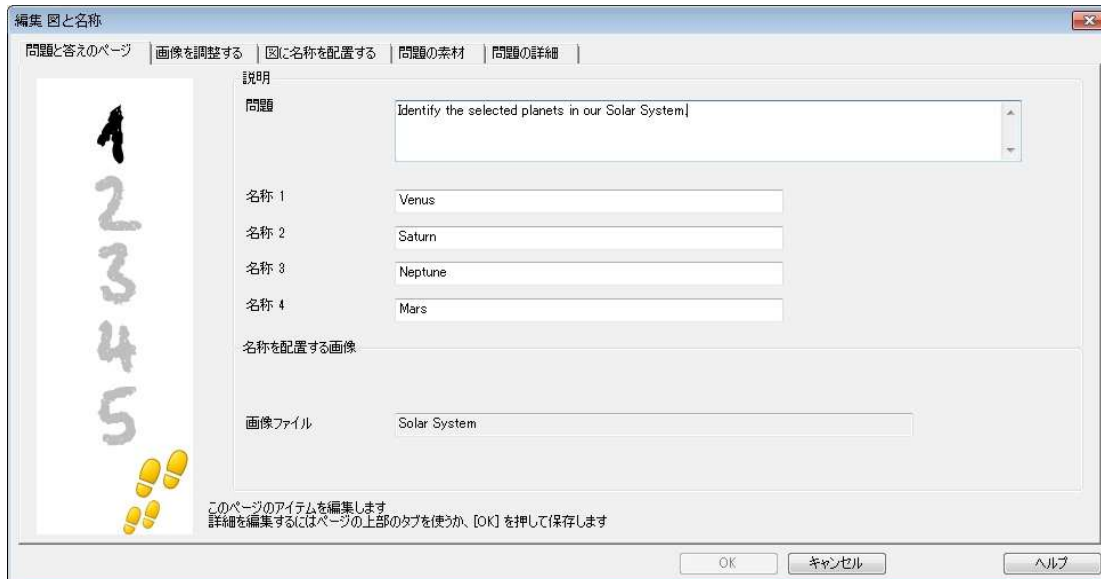 編集 図と名称
問題と答えのページ 画像を調整する 図に名称を配置する 問題の素材 問題の詳細
説明
問題 Identify the selected planets in our Solar System.
名称 1 Venus
名称 2 Saturn
名称 3 Neptune
名称 4 Mars
名称を配置する画像
画像ファイル Solar System
1
2
3
4
5
このページのアイテムを編集します
詳細を編集するにはページの上部のタブを使うか、[OK] を押して保存します
OK キャンセル ヘルプ